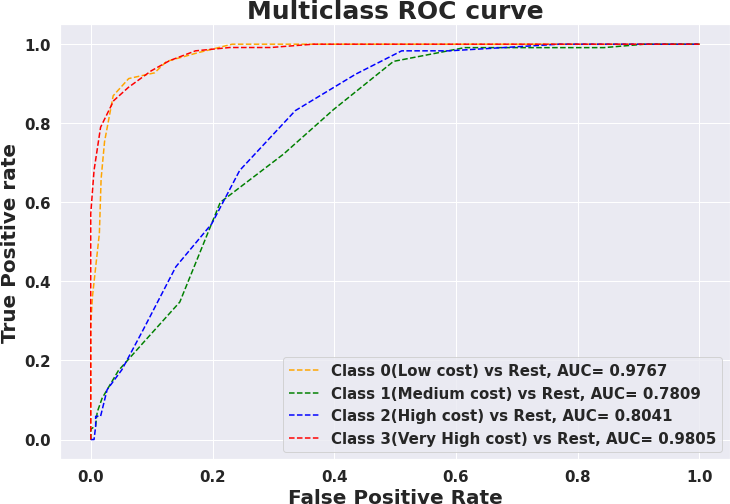 Multiclass ROC curve
True Positive rate
1.0
0.8
0.6
0.4
0.2
0.0
Class 0(Low cost) vs Rest, AUC= 0.9767
Class 1(Medium cost) vs Rest, AUC= 0.7809
Class 2(High cost) vs Rest, AUC= 0.8041
Class 3(Very High cost) vs Rest, AUC= 0.9805
0.0 0.2 0.4 0.6 0.8 1.0
False Positive Rate